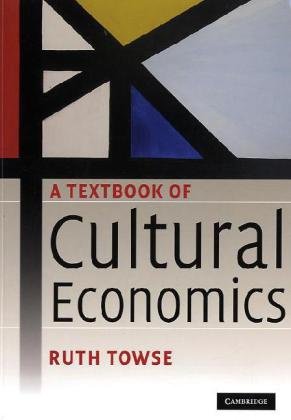 A TEXTBOOK OF
Cultural
Economics
RUTH TOWSE
CAMBRIDGE